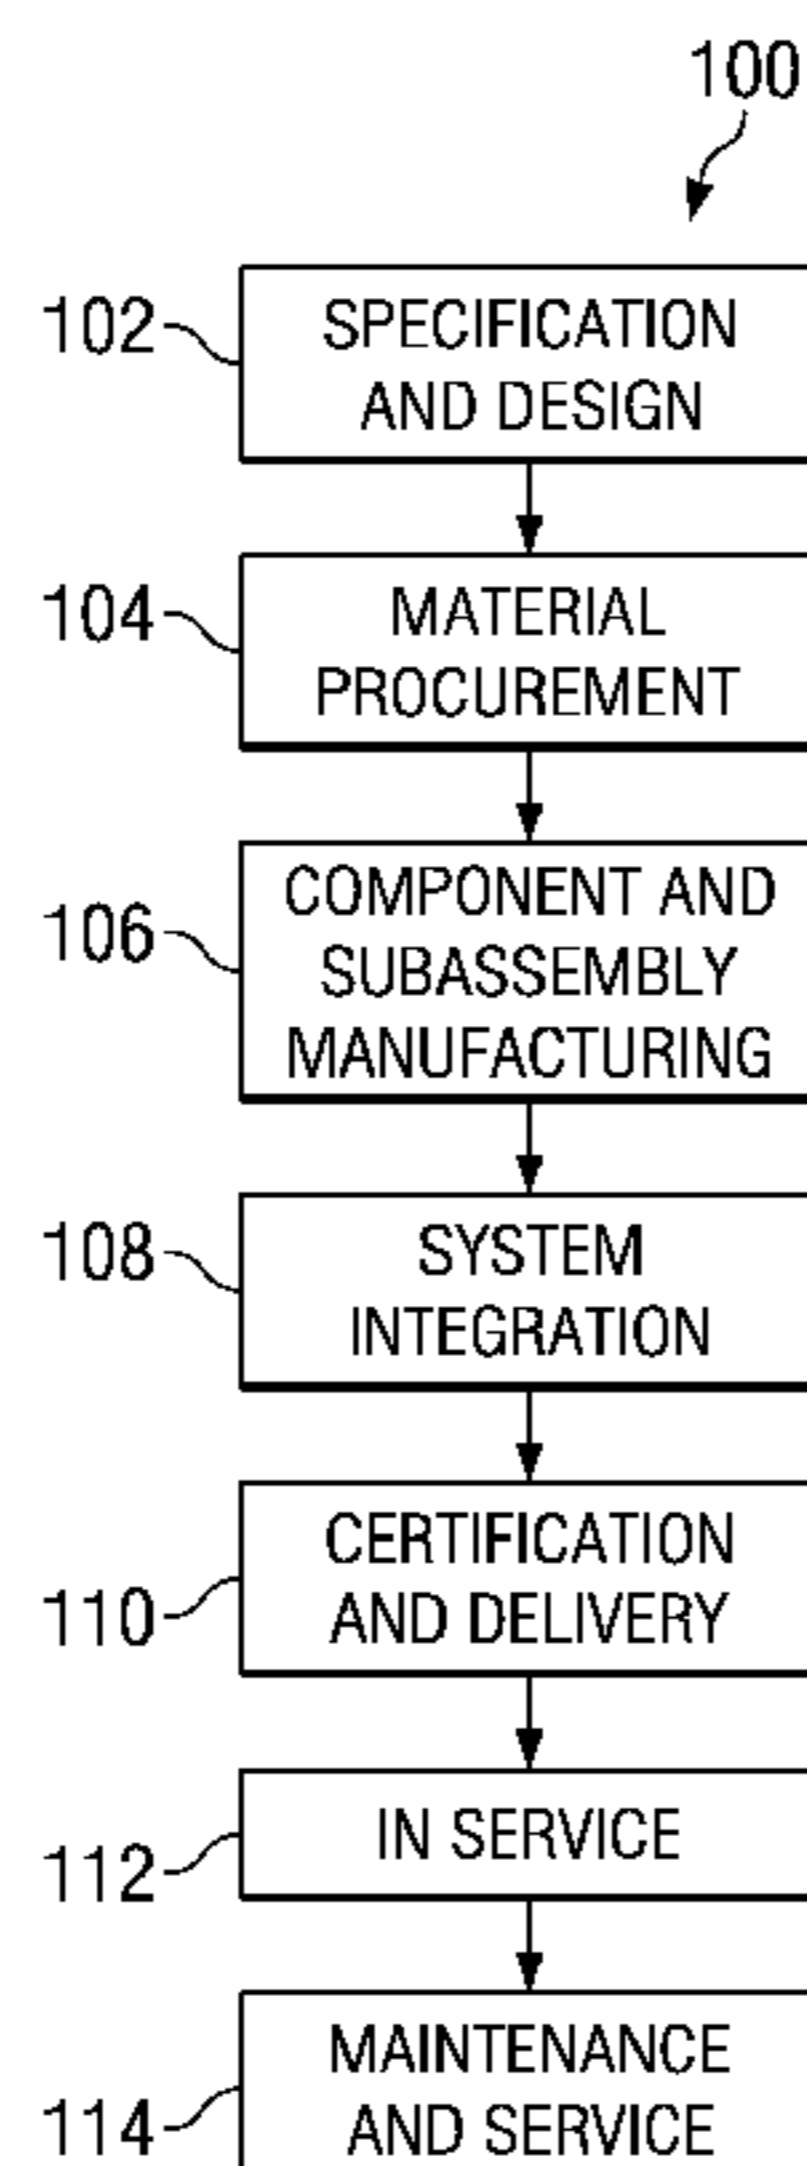 100
102
SPECIFICATION
AND DESIGN
104
MATERIAL
PROCUREMENT
106
COMPONENT AND
SUBASSEMBLY
MANUFACTURING
108
SYSTEM
INTEGRATION
110
CERTIFICATION
AND DELIVERY
112
IN SERVICE
114
MAINTENANCE
AND SERVICE